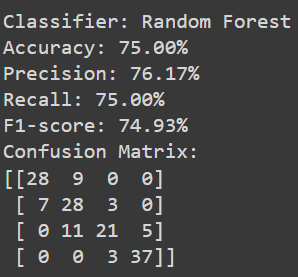 Classifier: Random Forest
Accuracy: 75.00%
Precision: 76.17%
Recall: 75.00%
F1-score: 74.93%
Confusion Matrix:
[[28  9  0  0]
 [ 7 28  3  0]
 [ 0 11 21  5]
 [ 0  0  3 37]]